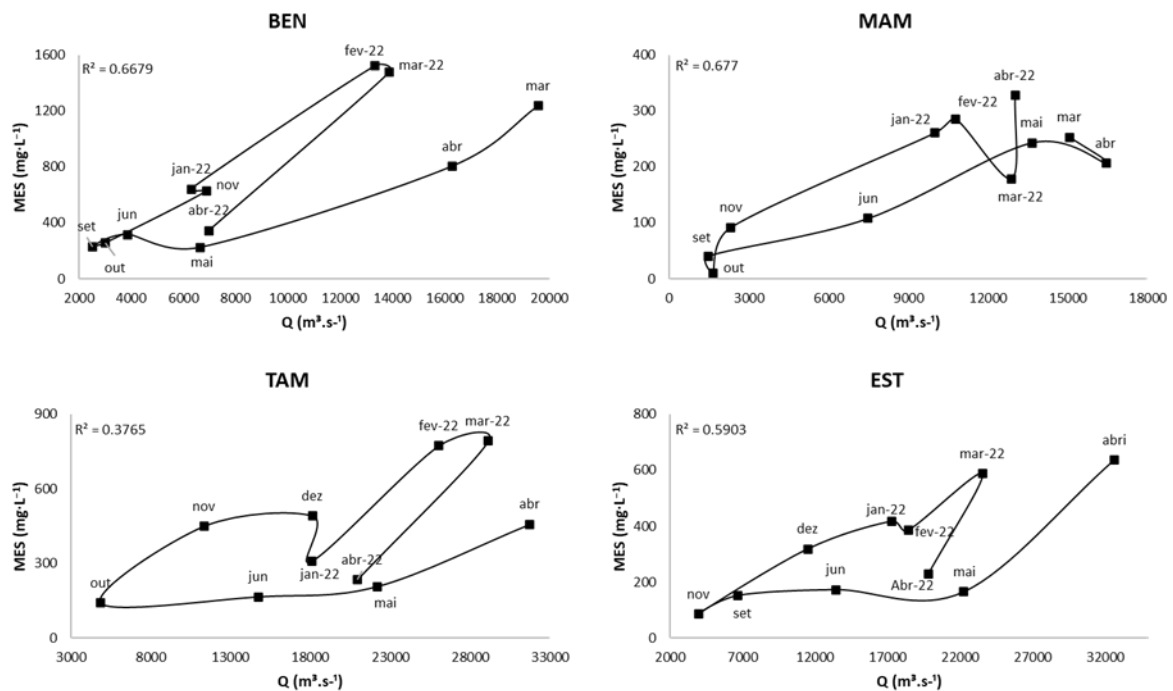 BEN
R² = 0.6679
MES (mg·L⁻¹)
1600
1200
800
400
0
fev-22
mar-22
mar
abr
jan-22
nov
abr-22
set
jun
out
mai
2000 4000 6000 8000 10000 12000 14000 16000 18000 20000
Q (m³.s-¹)
MAM
R² = 0.677
MES (mg·L⁻¹)
400
300
200
100
0
abr-22
fev-22
jan-22
mai
mar
abr
mar-22
nov
jun
set
out
0 3000 6000 9000 12000 15000 18000
Q (m³.s-¹)
TAM
R² = 0.3765
MES (mg·L⁻¹)
900
600
300
0
fev-22
mar-22
nov
dez
abr
abr-22
jan-22
out
jun
mai
3000 8000 13000 18000 23000 28000 33000
Q (m³.s-¹)
EST
R² = 0.5903
MES (mg·L⁻¹)
800
600
400
200
0
mar-22
abri
jan-22
fev-22
dez
jun
Abr-22
mai
nov
set
2000 7000 12000 17000 22000 27000 32000
Q (m³.s-¹)